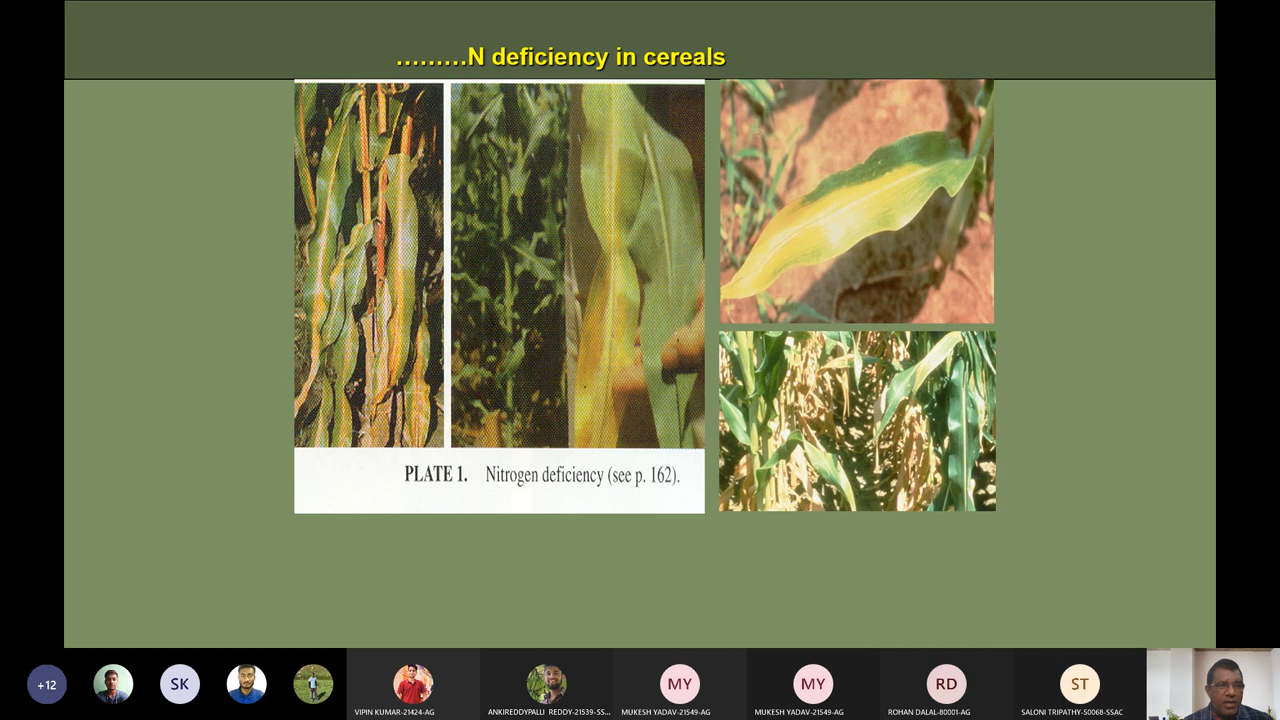 ………N deficiency in cereals
PLATE 1. Nitrogen deficiency (see p. 162).
+12
SK
MY
MY
RD
ST
VIPIN KUMAR-21424-AG
ANKIREDDYPALLI REDDY-21539-SS...
MUKESH YADAV-21549-AG
MUKESH YADAV-21549-AG
ROHAN DALAL-80001-AG
SALONI TRIPATHY-50068-SSAC